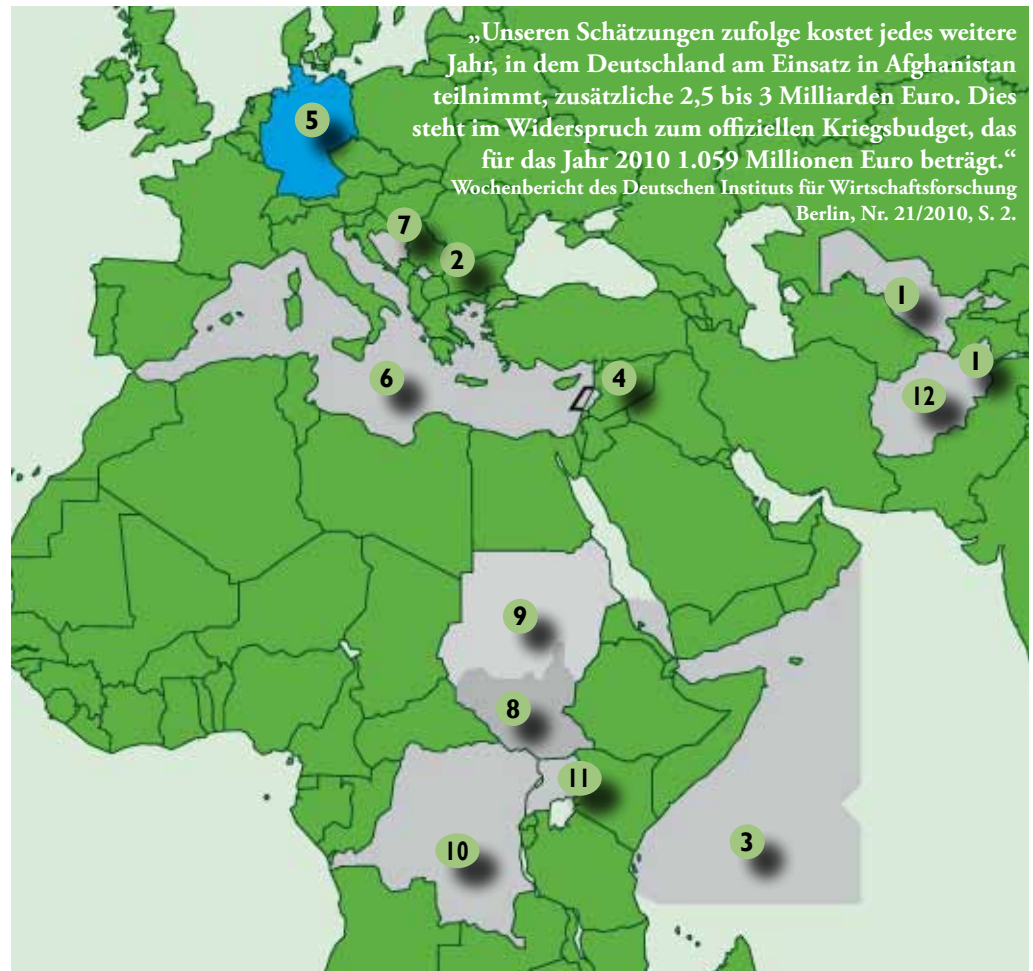 „Unseren Schätzungen zufolge kostet jedes weitere
Jahr, in dem Deutschland am Einsatz in Afghanistan
teilnimmt, zusätzliche 2,5 bis 3 Milliarden Euro. Dies
steht im Widerspruch zum offiziellen Kriegsbudget, das
für das Jahr 2010 1.059 Millionen Euro beträgt.“
Wochenbericht des Deutschen Instituts für Wirtschaftsforschung
Berlin, Nr. 21/2010, S. 2.
5
7
2
1
6
4
1
12
9
8
11
10
3